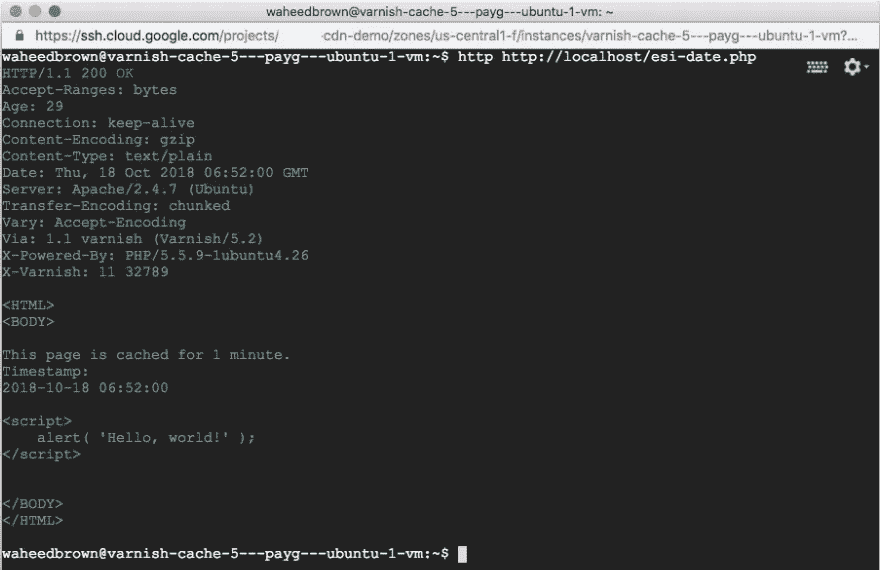 waheedbrown@varnish-cache-5---payg---ubuntu-1-vm: ~
https://ssh.cloud.google.com/projects/ cdn-demo/zones/us-central1-f/instances/varnish-cache-5---payg---ubuntu-1-vm?...
waheedbrown@varnish-cache-5---payg---ubuntu-1-vm:~$ http http://localhost/esi-date.php
HTTP/1.1 200 OK
Accept-Ranges: bytes
Age: 29
Connection: keep-alive
Content-Encoding: gzip
Content-Type: text/plain
Date: Thu, 18 Oct 2018 06:52:00 GMT
Server: Apache/2.4.7 (Ubuntu)
Transfer-Encoding: chunked
Vary: Accept-Encoding
Via: 1.1 varnish (Varnish/5.2)
X-Powered-By: PHP/5.5.9-1ubuntu4.26
X-Varnish: 11 32789
<HTML>
<BODY>
This page is cached for 1 minute.
Timestamp:
2018-10-18 06:52:00
<script>
alert( 'Hello, world!' );
</script>
</BODY>
</HTML>
waheedbrown@varnish-cache-5---payg---ubuntu-1-vm:~$